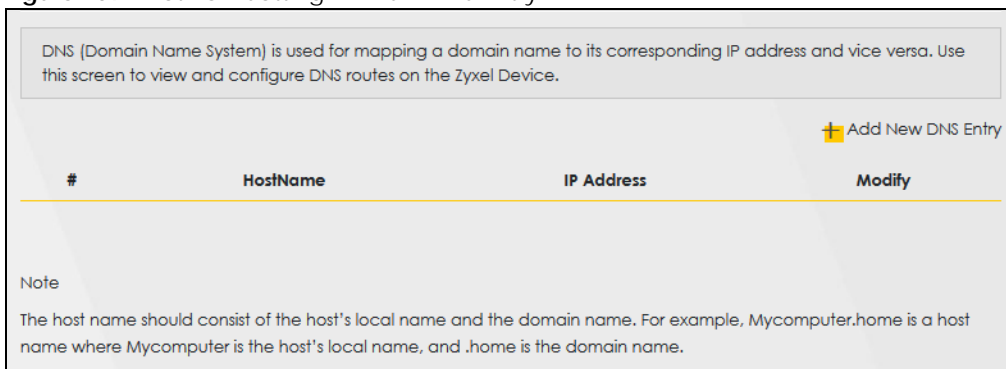 DNS (Domain Name System) is used for mapping a domain name to its corresponding IP address and vice versa. Use
this screen to view and configure DNS routes on the Zyxel Device.
Add New DNS Entry
# HostName IP Address Modify
Note
The host name should consist of the host's local name and the domain name. For example, Mycomputer.home is a host
name where Mycomputer is the host's local name, and .home is the domain name.